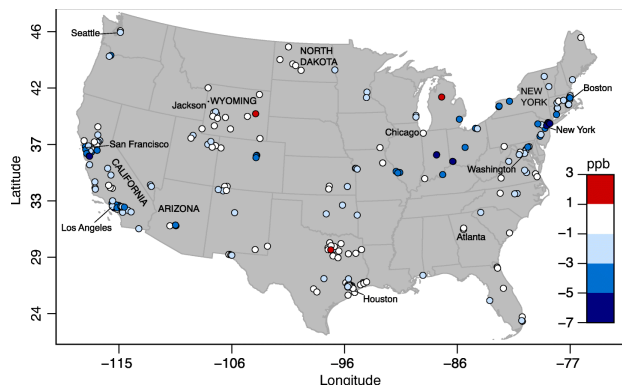 46
42
37
33
29
24
Latitude
−115
−106
−96
−86
−77
Longitude
Seattle
NORTH
DAKOTA
Jackson
WYOMING
NEW
YORK
Boston
Chicago
New York
San Francisco
Washington
CALIFORNIA
Los Angeles
ARIZONA
Atlanta
Houston
ppb
3
1
−1
−3
−5
−7